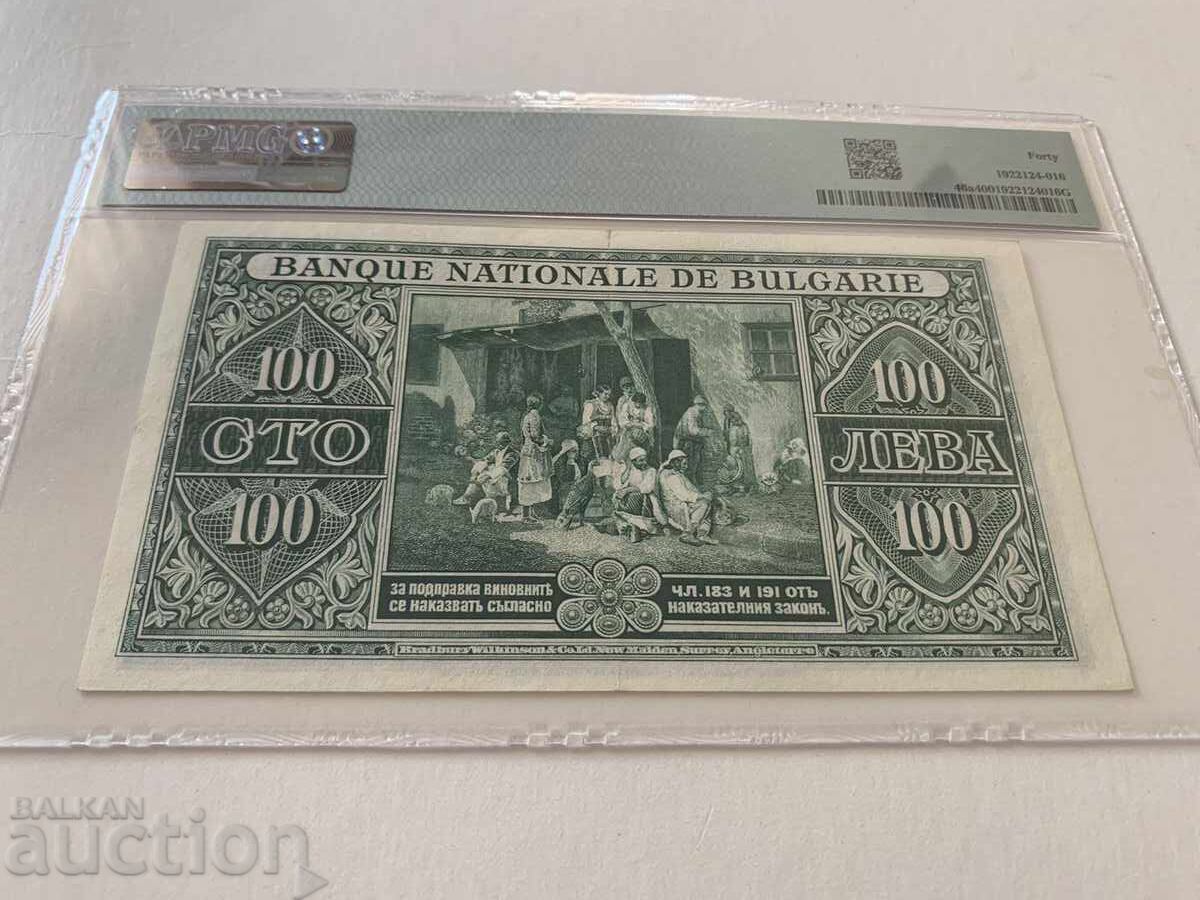 PMG
Forty
1922124-016
46a4001922124016G
BANQUE NATIONALE DE BULGARIE
100 100
СТО ЛЕВА
100 100
ЗА ПОДПРАВКА ВИНОВНИТѢ
СЕ НАКАЗВАТЪ СЪГЛАСНО
ЧЛ. 183 И 191 ОТЪ
НАКАЗАТЕЛНИЯ ЗАКОНЪ.
Bradbury Wilkinson & Co. Ld. New Malden, Surrey, Angleterre
BALKAN
auction